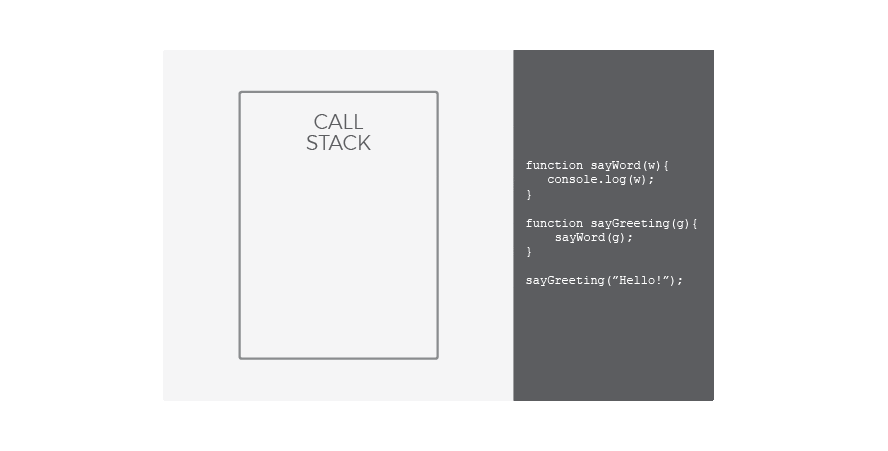 CALL
STACK
function sayWord(w){
   console.log(w);
}
function sayGreeting(g){
    sayWord(g);
}
sayGreeting(”Hello!”);